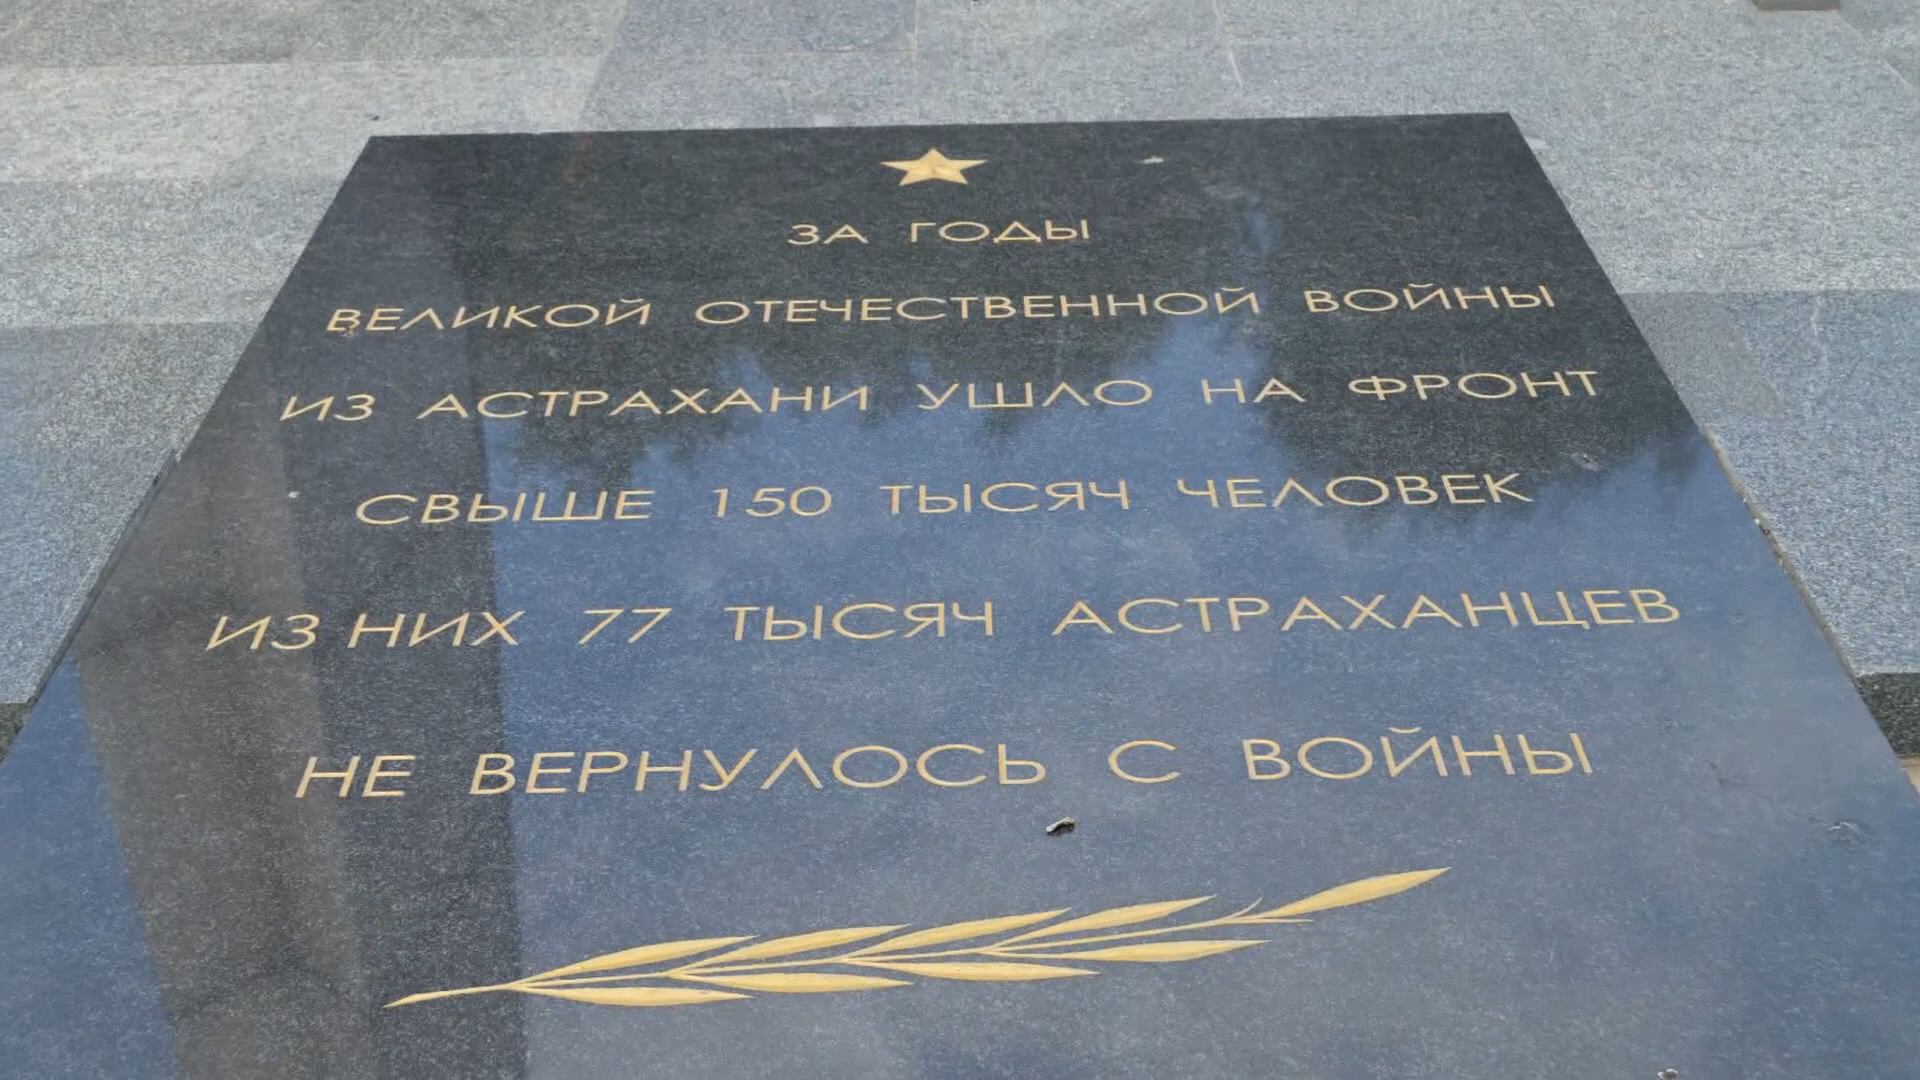 ЗА ГОДЫ
ВЕЛИКОЙ ОТЕЧЕСТВЕННОЙ ВОЙНЫ
ИЗ АСТРАХАНИ УШЛО НА ФРОНТ
СВЫШЕ 150 ТЫСЯЧ ЧЕЛОВЕК
ИЗ НИХ 77 ТЫСЯЧ АСТРАХАНЦЕВ
НЕ ВЕРНУЛОСЬ С ВОЙНЫ